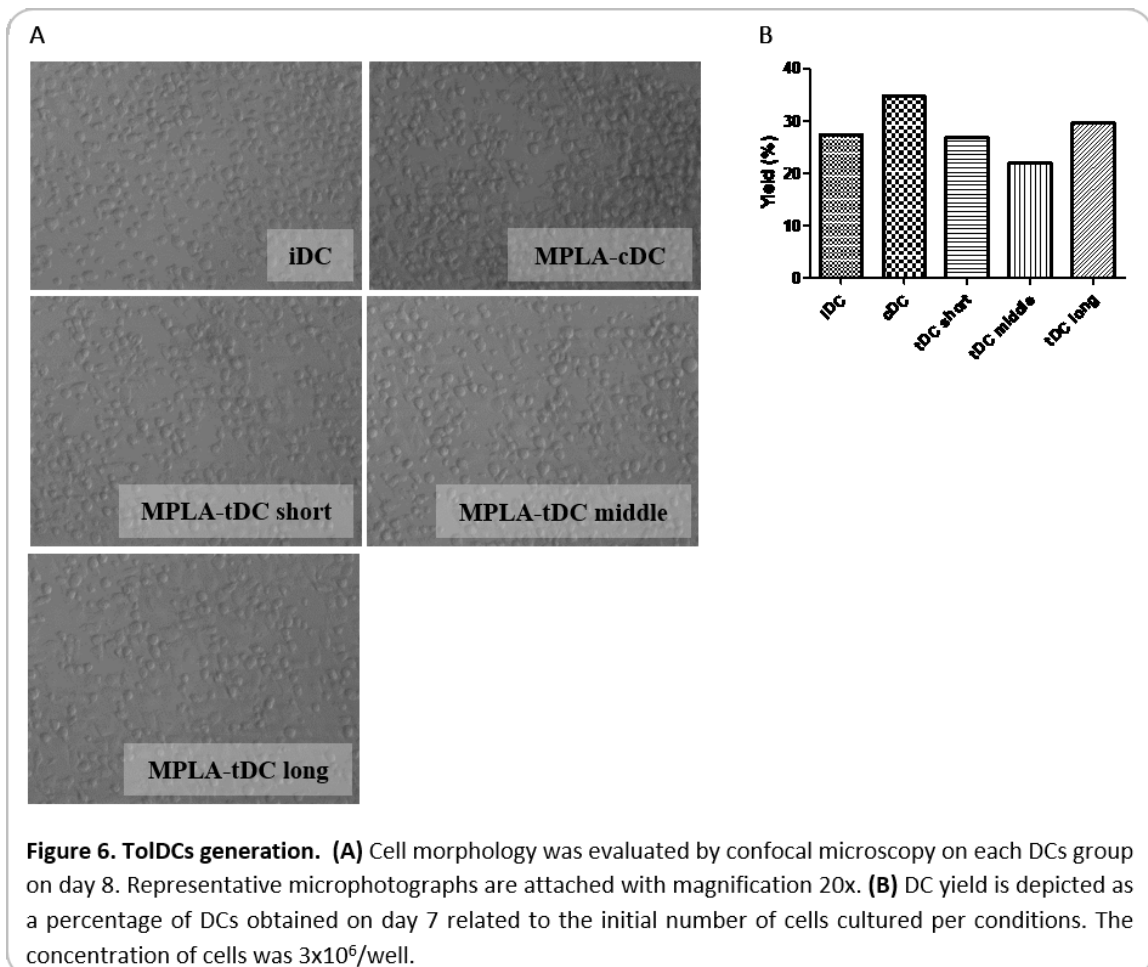 A
iDC
MPLA-cDC
MPLA-tDC short
MPLA-tDC middle
MPLA-tDC long
B
Yield (%)
40
30
20
10
0
iDC
cDC
tDC short
tDC middle
tDC long
Figure 6. TolDCs generation. (A) Cell morphology was evaluated by confocal microscopy on each DCs group
on day 8. Representative microphotographs are attached with magnification 20x. (B) DC yield is depicted as
a percentage of DCs obtained on day 7 related to the initial number of cells cultured per conditions. The
concentration of cells was 3x10⁶/well.